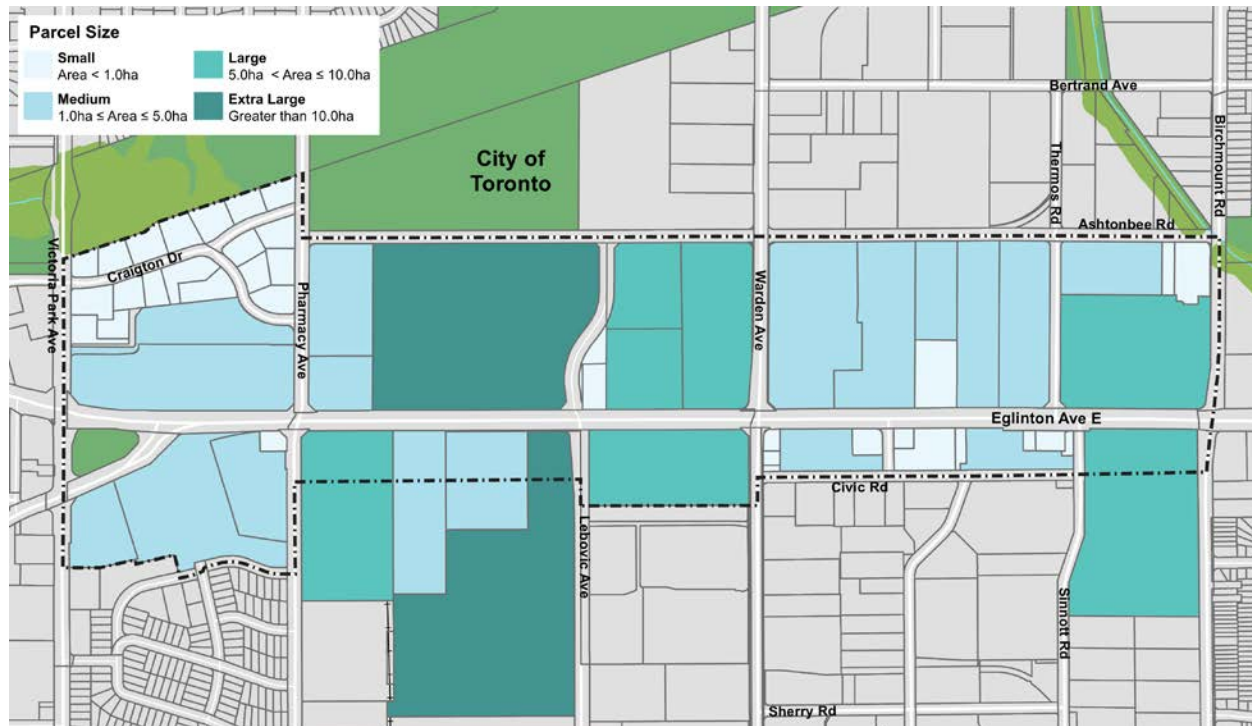 Parcel Size
Small
Area < 1.0ha
Large
5.0ha < Area ≤ 10.0ha
Medium
1.0ha ≤ Area ≤ 5.0ha
Extra Large
Greater than 10.0ha
City of
Toronto
Bertrand Ave
Birchmount Rd
Thermos Rd
Ashtonbee Rd
Victoria Park Ave
Craigton Dr
Pharmacy Ave
Warden Ave
Eglinton Ave E
Civic Rd
Lebovic Ave
Sinnott Rd
Sherry Rd